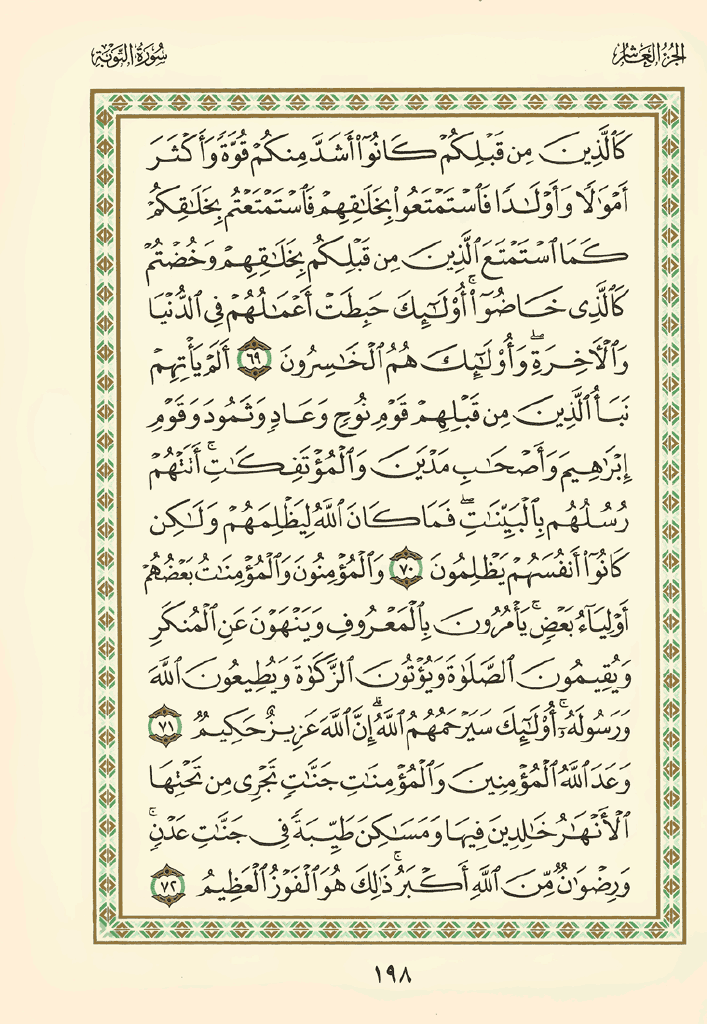 الجزء العاشر
سورة التوبة
كَٱلَّذِينَ مِن قَبْلِكُمْ كَانُوٓا۟ أَشَدَّ مِنكُمْ قُوَّةً وَأَكْثَرَ
أَمْوَٰلًا وَأَوْلَـٰدًا فَٱسْتَمْتَعُوا۟ بِخَلَـٰقِهِمْ فَٱسْتَمْتَعْتُم بِخَلَـٰقِكُمْ
كَمَا ٱسْتَمْتَعَ ٱلَّذِينَ مِن قَبْلِكُم بِخَلَـٰقِهِمْ وَخُضْتُمْ
كَٱلَّذِى خَاضُوٓا۟ ۚ أُو۟لَـٰٓئِكَ حَبِطَتْ أَعْمَـٰلُهُمْ فِى ٱلدُّنْيَا
وَٱلْـَٔاخِرَةِ ۖ وَأُو۟لَـٰٓئِكَ هُمُ ٱلْخَـٰسِرُونَ ٦٩ أَلَمْ يَأْتِهِمْ
نَبَأُ ٱلَّذِينَ مِن قَبْلِهِمْ قَوْمِ نُوحٍ وَعَادٍ وَثَمُودَ وَقَوْمِ
إِبْرَٰهِيمَ وَأَصْحَـٰبِ مَدْيَنَ وَٱلْمُؤْتَفِكَـٰتِ ۚ أَتَتْهُمْ
رُسُلُهُم بِٱلْبَيِّنَـٰتِ ۖ فَمَا كَانَ ٱللَّهُ لِيَظْلِمَهُمْ وَلَـٰكِن
كَانُوٓا۟ أَنفُسَهُمْ يَظْلِمُونَ ٧٠ وَٱلْمُؤْمِنُونَ وَٱلْمُؤْمِنَـٰتُ بَعْضُهُمْ
أَوْلِيَآءُ بَعْضٍ ۚ يَأْمُرُونَ بِٱلْمَعْرُوفِ وَيَنْهَوْنَ عَنِ ٱلْمُنكَرِ
وَيُقِيمُونَ ٱلصَّلَوٰةَ وَيُؤْتُونَ ٱلزَّكَوٰةَ وَيُطِيعُونَ ٱللَّهَ
وَرَسُولَهُۥٓ ۚ أُو۟لَـٰٓئِكَ سَيَرْحَمُهُمُ ٱللَّهُ ۗ إِنَّ ٱللَّهَ عَزِيزٌ حَكِيمٌ ٧١
وَعَدَ ٱللَّهُ ٱلْمُؤْمِنِينَ وَٱلْمُؤْمِنَـٰتِ جَنَّـٰتٍ تَجْرِى مِن تَحْتِهَا
ٱلْأَنْهَـٰرُ خَـٰلِدِينَ فِيهَا وَمَسَـٰكِنَ طَيِّبَةً فِى جَنَّـٰتِ عَدْنٍ ۚ
وَرِضْوَٰنٌ مِّنَ ٱللَّهِ أَكْبَرُ ۚ ذَٰلِكَ هُوَ ٱلْفَوْزُ ٱلْعَظِيمُ ٧٢
١٩٨